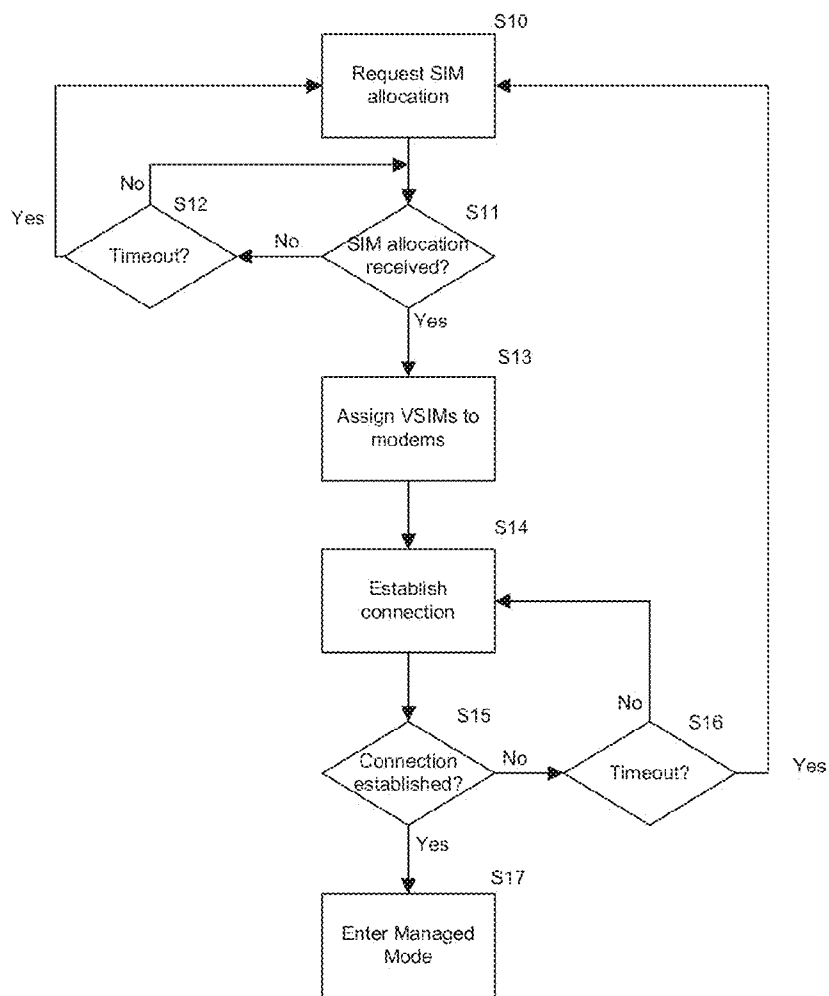 S10
Request SIM
allocation
No
S12
S11
Yes
No
Timeout?
SIM allocation
received?
Yes
S13
Assign VSIMs to
modems
S14
Establish
connection
No
S15
S16
Connection
established?
No
Timeout?
Yes
Yes
S17
Enter Managed
Mode